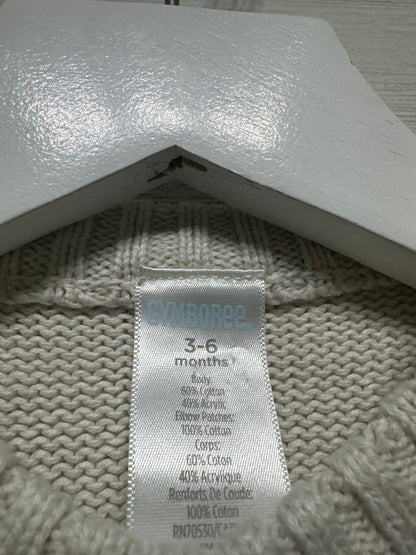 GYMBOREE
3-6
months
Body:
60% Cotton
40% Acrylic
Elbow Patches:
100% Cotton
Corps:
60% Coton
40% Acrylique
Renforts De Coude:
100% Coton